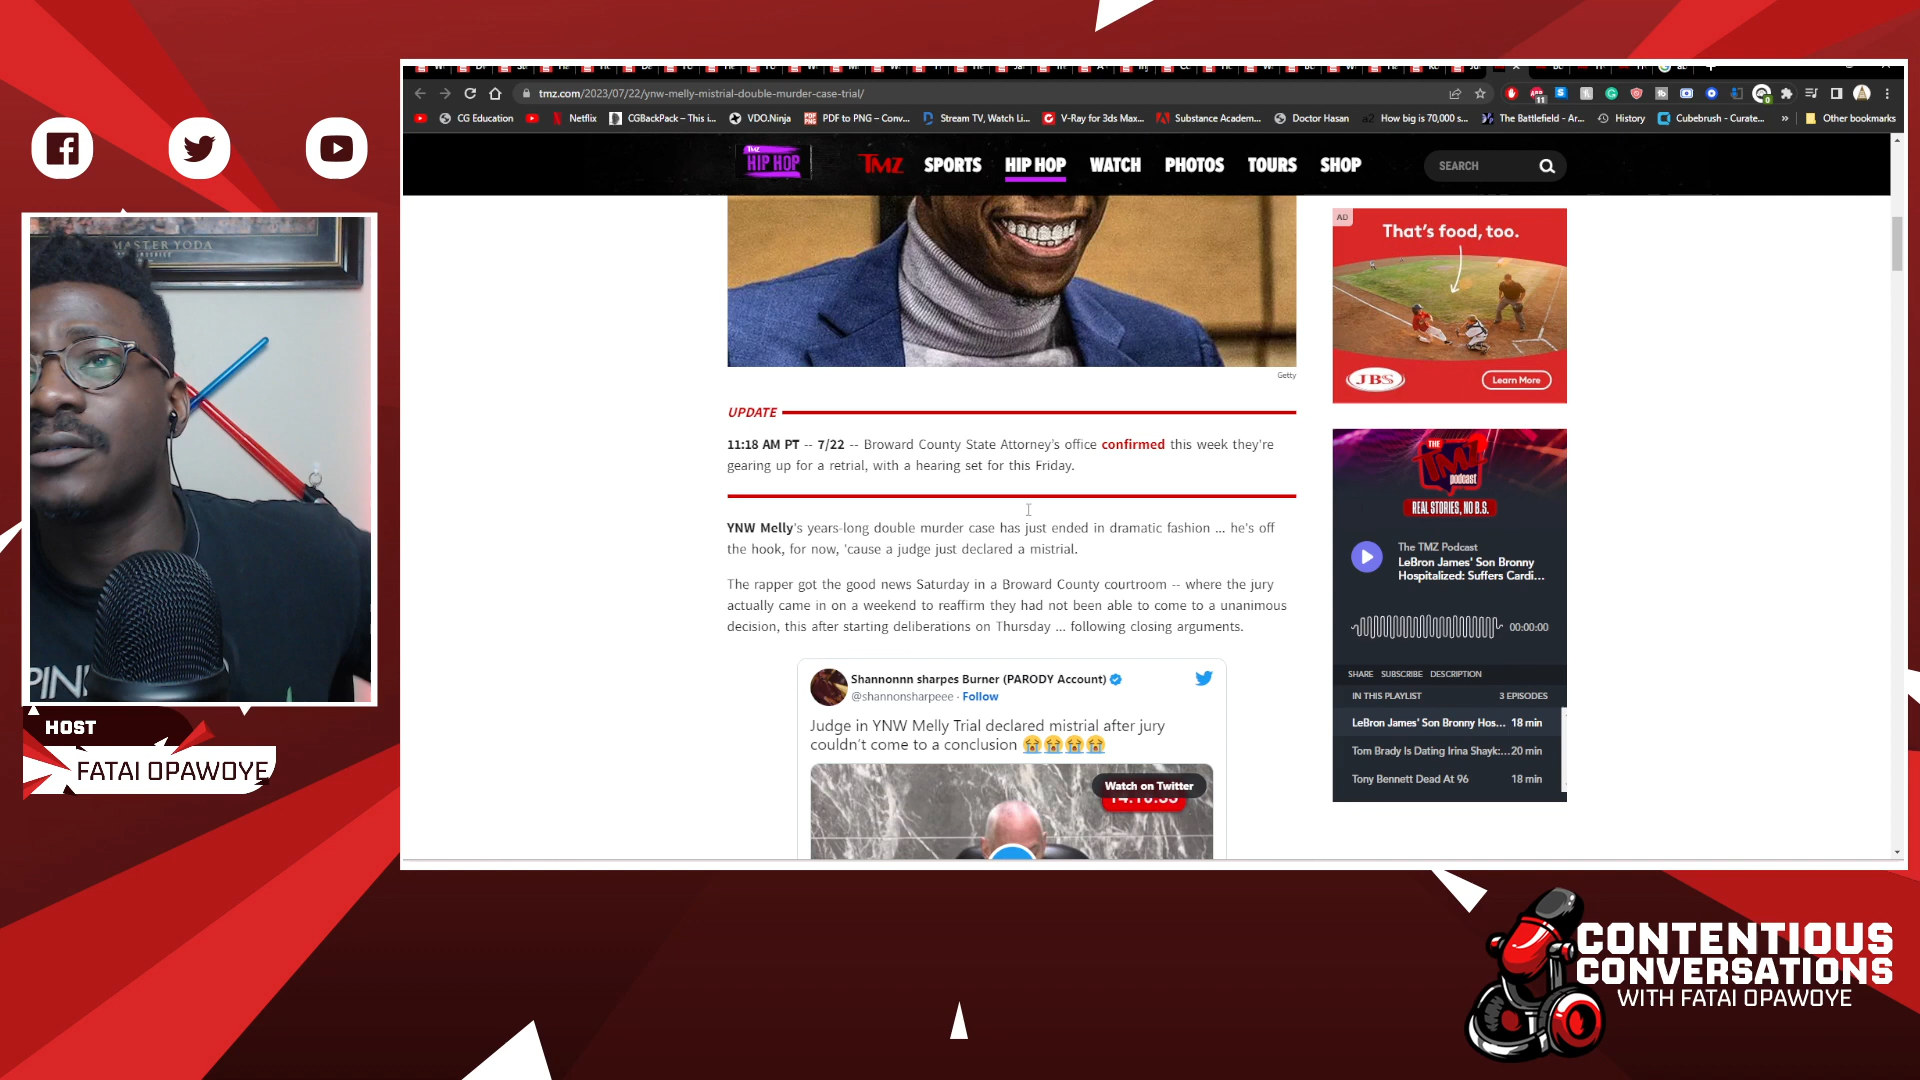 tmz.com/2023/07/22/ynw-melly-mistrial-double-murder-case-trial/
CG Education
Netflix
CGBackPack – This i...
VDO.Ninja
PDF to PNG – Conv...
Stream TV, Watch Li...
V-Ray for 3ds Max...
Substance Academ...
Doctor Hasan
How big is 70,000 s...
The Battlefield - Ar...
History
Cubebrush - Curate...
»
Other bookmarks
TMZ
HIP HOP
TMZ
SPORTS
HIP HOP
WATCH
PHOTOS
TOURS
SHOP
SEARCH
MASTER YODA
Getty
UPDATE
11:18 AM PT -- 7/22 -- Broward County State Attorney's office confirmed this week they're
gearing up for a retrial, with a hearing set for this Friday.
YNW Melly's years-long double murder case has just ended in dramatic fashion ... he's off
the hook, for now, 'cause a judge just declared a mistrial.
The rapper got the good news Saturday in a Broward County courtroom -- where the jury
actually came in on a weekend to reaffirm they had not been able to come to a unanimous
decision, this after starting deliberations on Thursday ... following closing arguments.
Shannonnn sharpes Burner (PARODY Account)
@shannonsharpeee · Follow
Judge in YNW Melly Trial declared mistrial after jury
couldn't come to a conclusion 😭😭😭😭
Watch on Twitter
AD
That's food, too.
JBS
Learn More
THE
TMZ
podcast
REAL STORIES, NO B.S.
The TMZ Podcast
LeBron James' Son Bronny
Hospitalized: Suffers Cardi...
00:00:00
SHARE SUBSCRIBE DESCRIPTION
IN THIS PLAYLIST 3 EPISODES
LeBron James' Son Bronny Hos... 18 min
Tom Brady Is Dating Irina Shayk:... 20 min
Tony Bennett Dead At 96 18 min
HOST
FATAI OPAWOYE
CONTENTIOUS
CONVERSATIONS
WITH FATAI OPAWOYE